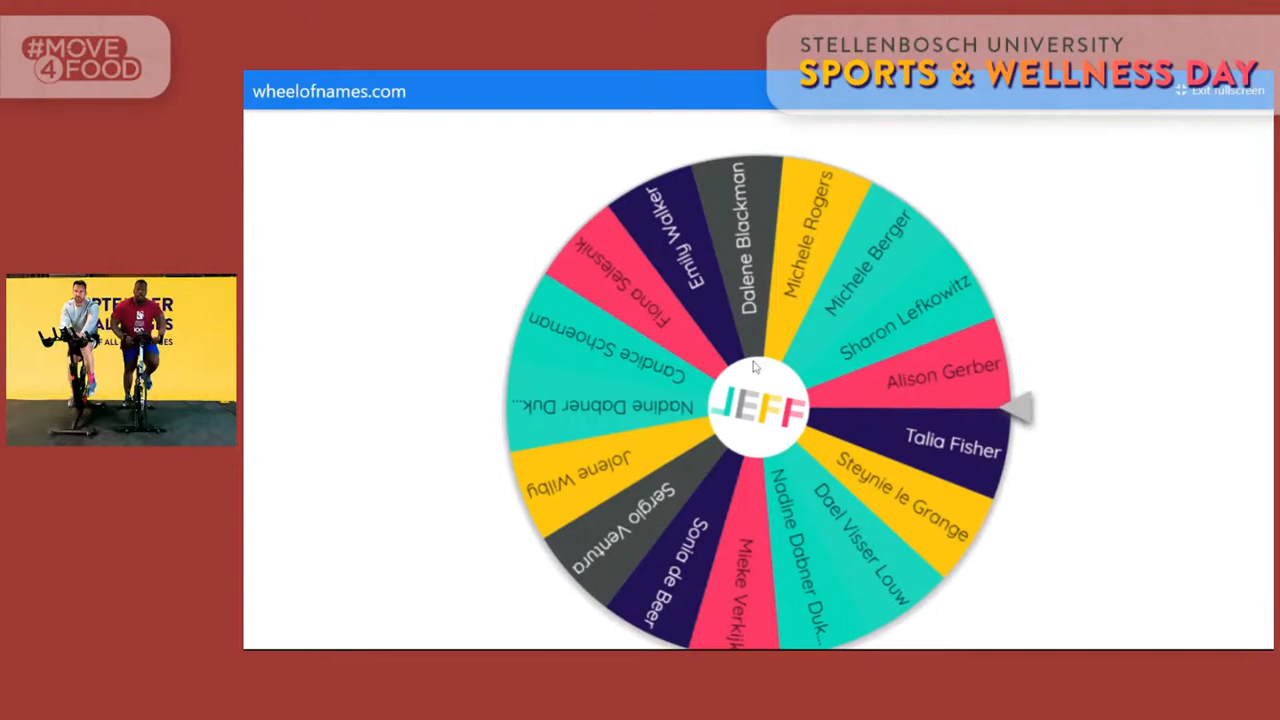 #MOVE
4FOOD
STELLENBOSCH UNIVERSITY
SPORTS & WELLNESS DAY
wheelofnames.com
Exit fullscreen
Dalene Blackman
Michele Rogers
Michele Berger
Sharon Lefkowitz
Alison Gerber
Talia Fisher
Steynie le Grange
Dael Visser Louw
Nadine Dabner Duk...
Mieke Verkijk
Sonia de Beer
Sergio Ventura
Jolene Wilby
Nadine Dabner Duk...
Candice Schoeman
Fiona Selesnik
Emily Walker
JEFF